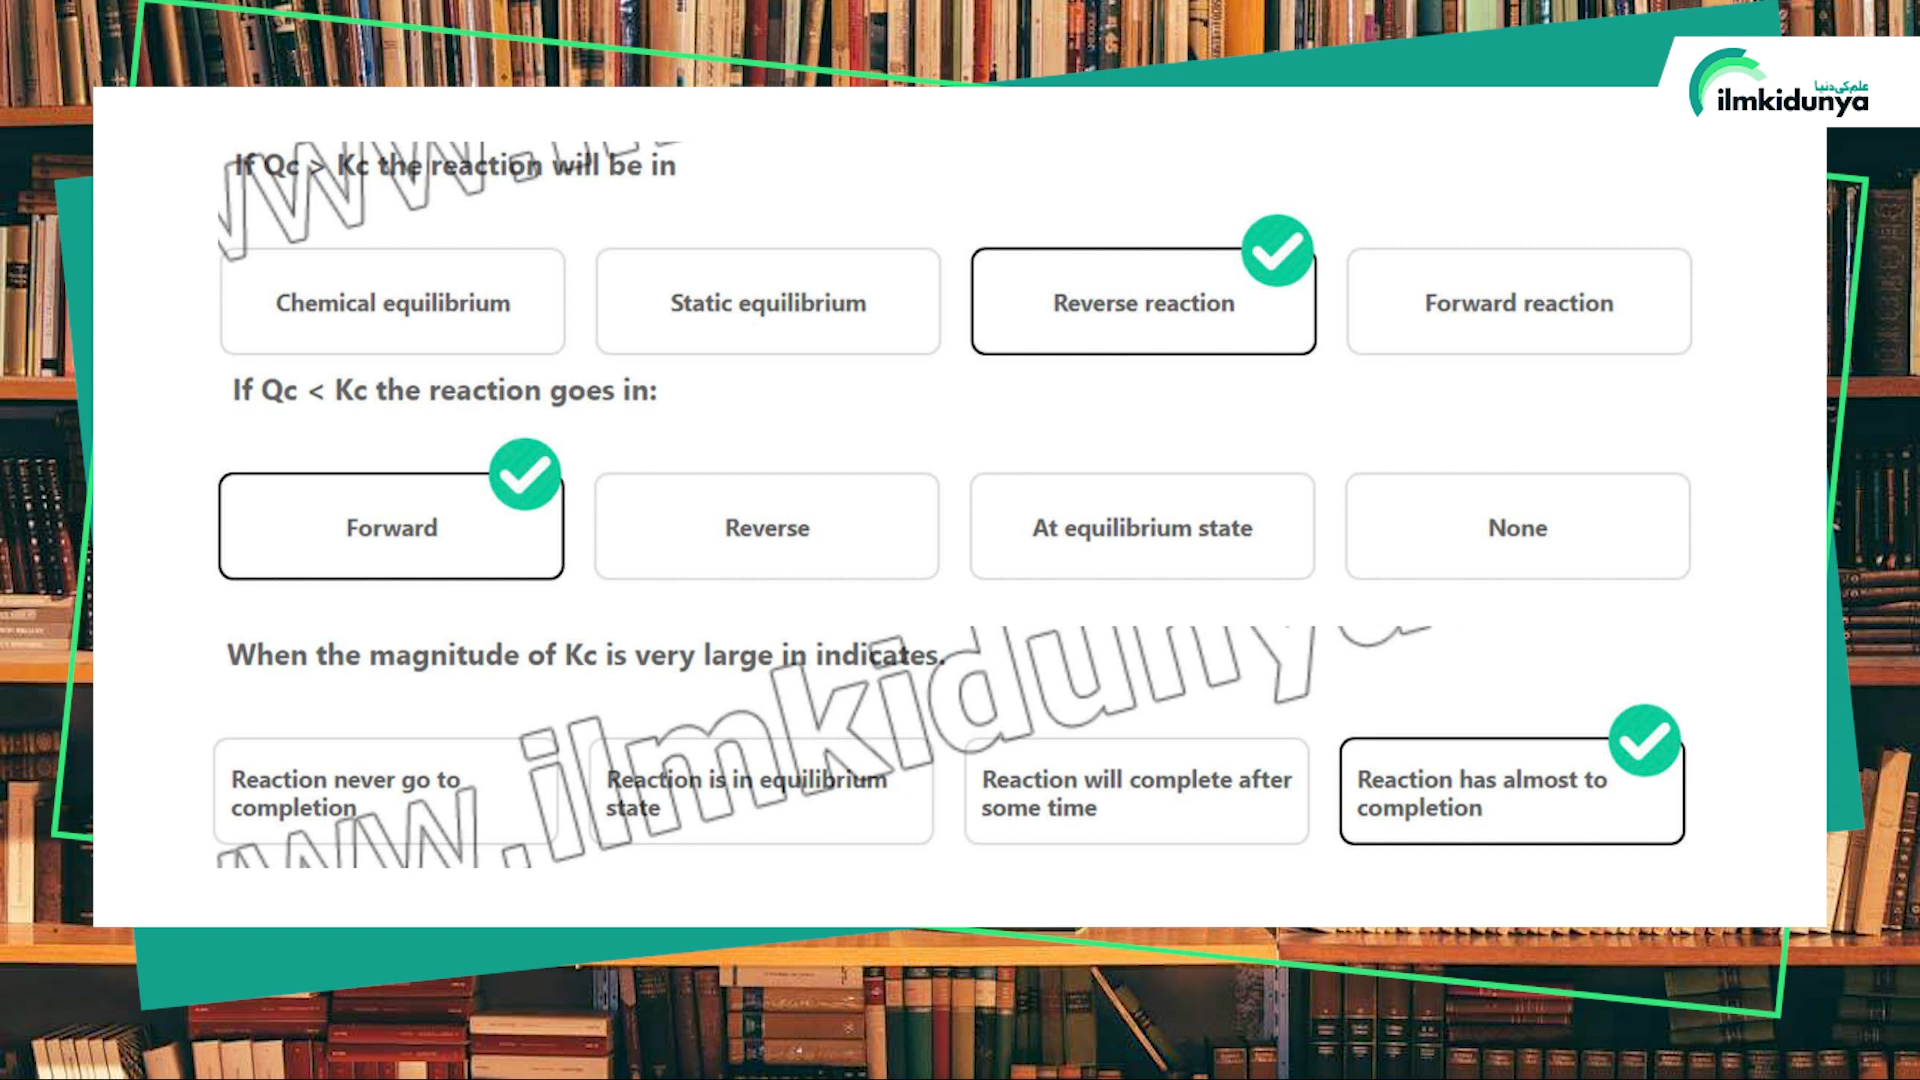 علم کی دنیا
ilmkidunya
If Qc > Kc the reaction will be in
Chemical equilibrium
Static equilibrium
Reverse reaction
Forward reaction
If Qc < Kc the reaction goes in:
Forward
Reverse
At equilibrium state
None
When the magnitude of Kc is very large in indicates.
Reaction never go to
completion
Reaction is in equilibrium
state
Reaction will complete after
some time
Reaction has almost to
completion
www.ilmkidunya